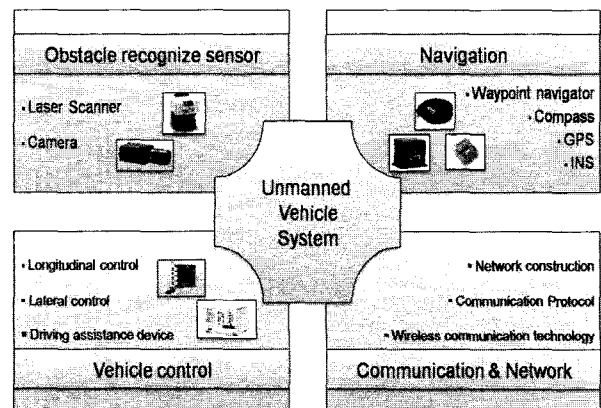 Obstacle recognize sensor
Laser Scanner
Camera
Navigation
Waypoint navigator
Compass
GPS
INS
Unmanned
Vehicle
System
Longitudinal control
Lateral control
Driving assistance device
Vehicle control
Network construction
Communication Protocol
Wireless communication technology
Communication & Network